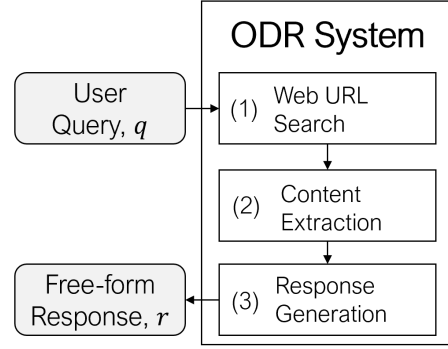 ODR System
User
Query, q
(1) Web URL
Search
(2) Content
Extraction
Free-form
Response, r
(3) Response
Generation